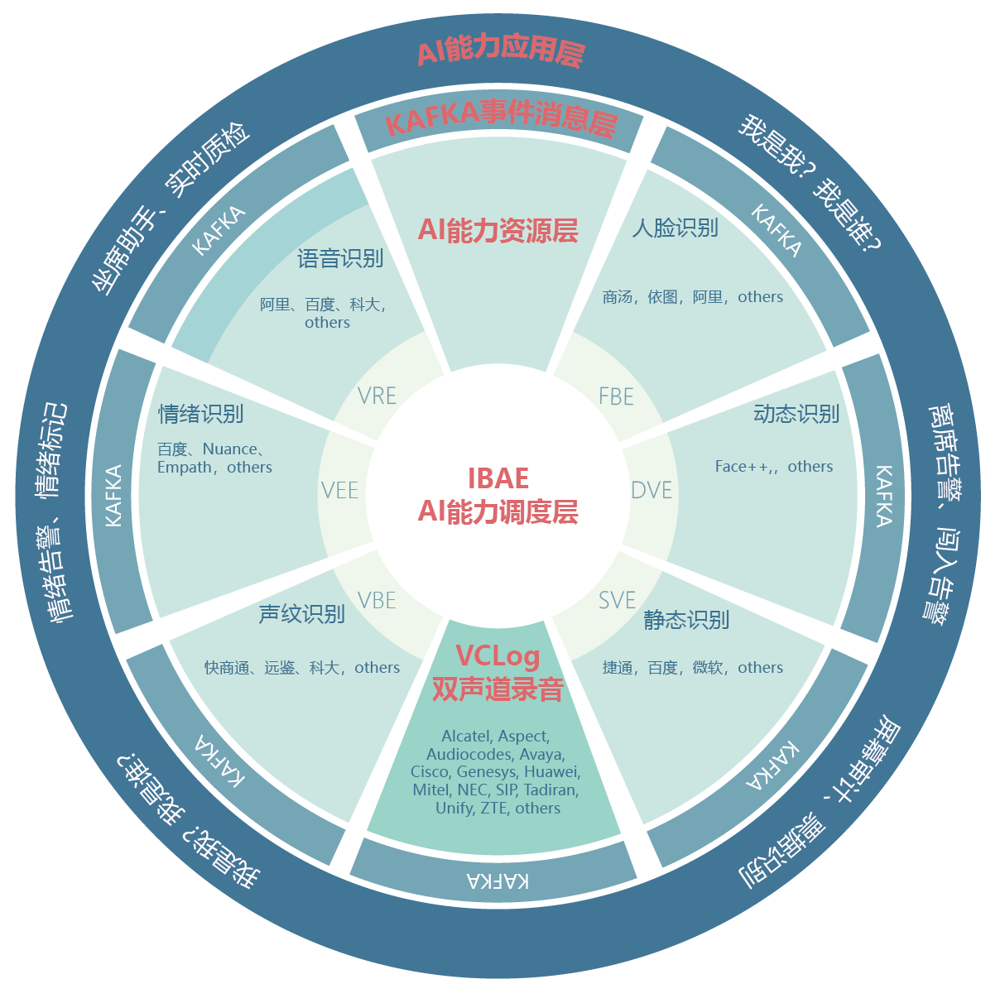 AI能力应用层
KAFKA事件消息层
AI能力资源层
我是我？我是谁？
KAFKA
人脸识别
商汤，依图，阿里，others
FBE
离席告警、闯入告警
KAFKA
动态识别
Face++,，others
DVE
屏幕审计、票据识别
KAFKA
静态识别
捷通，百度，微软，others
SVE
KAFKA
VCLog
双声道录音
Alcatel, Aspect,
Audiocodes, Avaya,
Cisco, Genesys, Huawei,
Mitel, NEC, SIP, Tadiran,
Unify, ZTE, others
我是我？我是谁？
KAFKA
声纹识别
快商通、远鉴、科大，others
VBE
情绪告警、情绪标记
KAFKA
情绪识别
百度、Nuance、
Empath，others
VEE
坐席助手、实时质检
KAFKA
语音识别
阿里、百度、科大，
others
VRE
IBAE
AI能力调度层